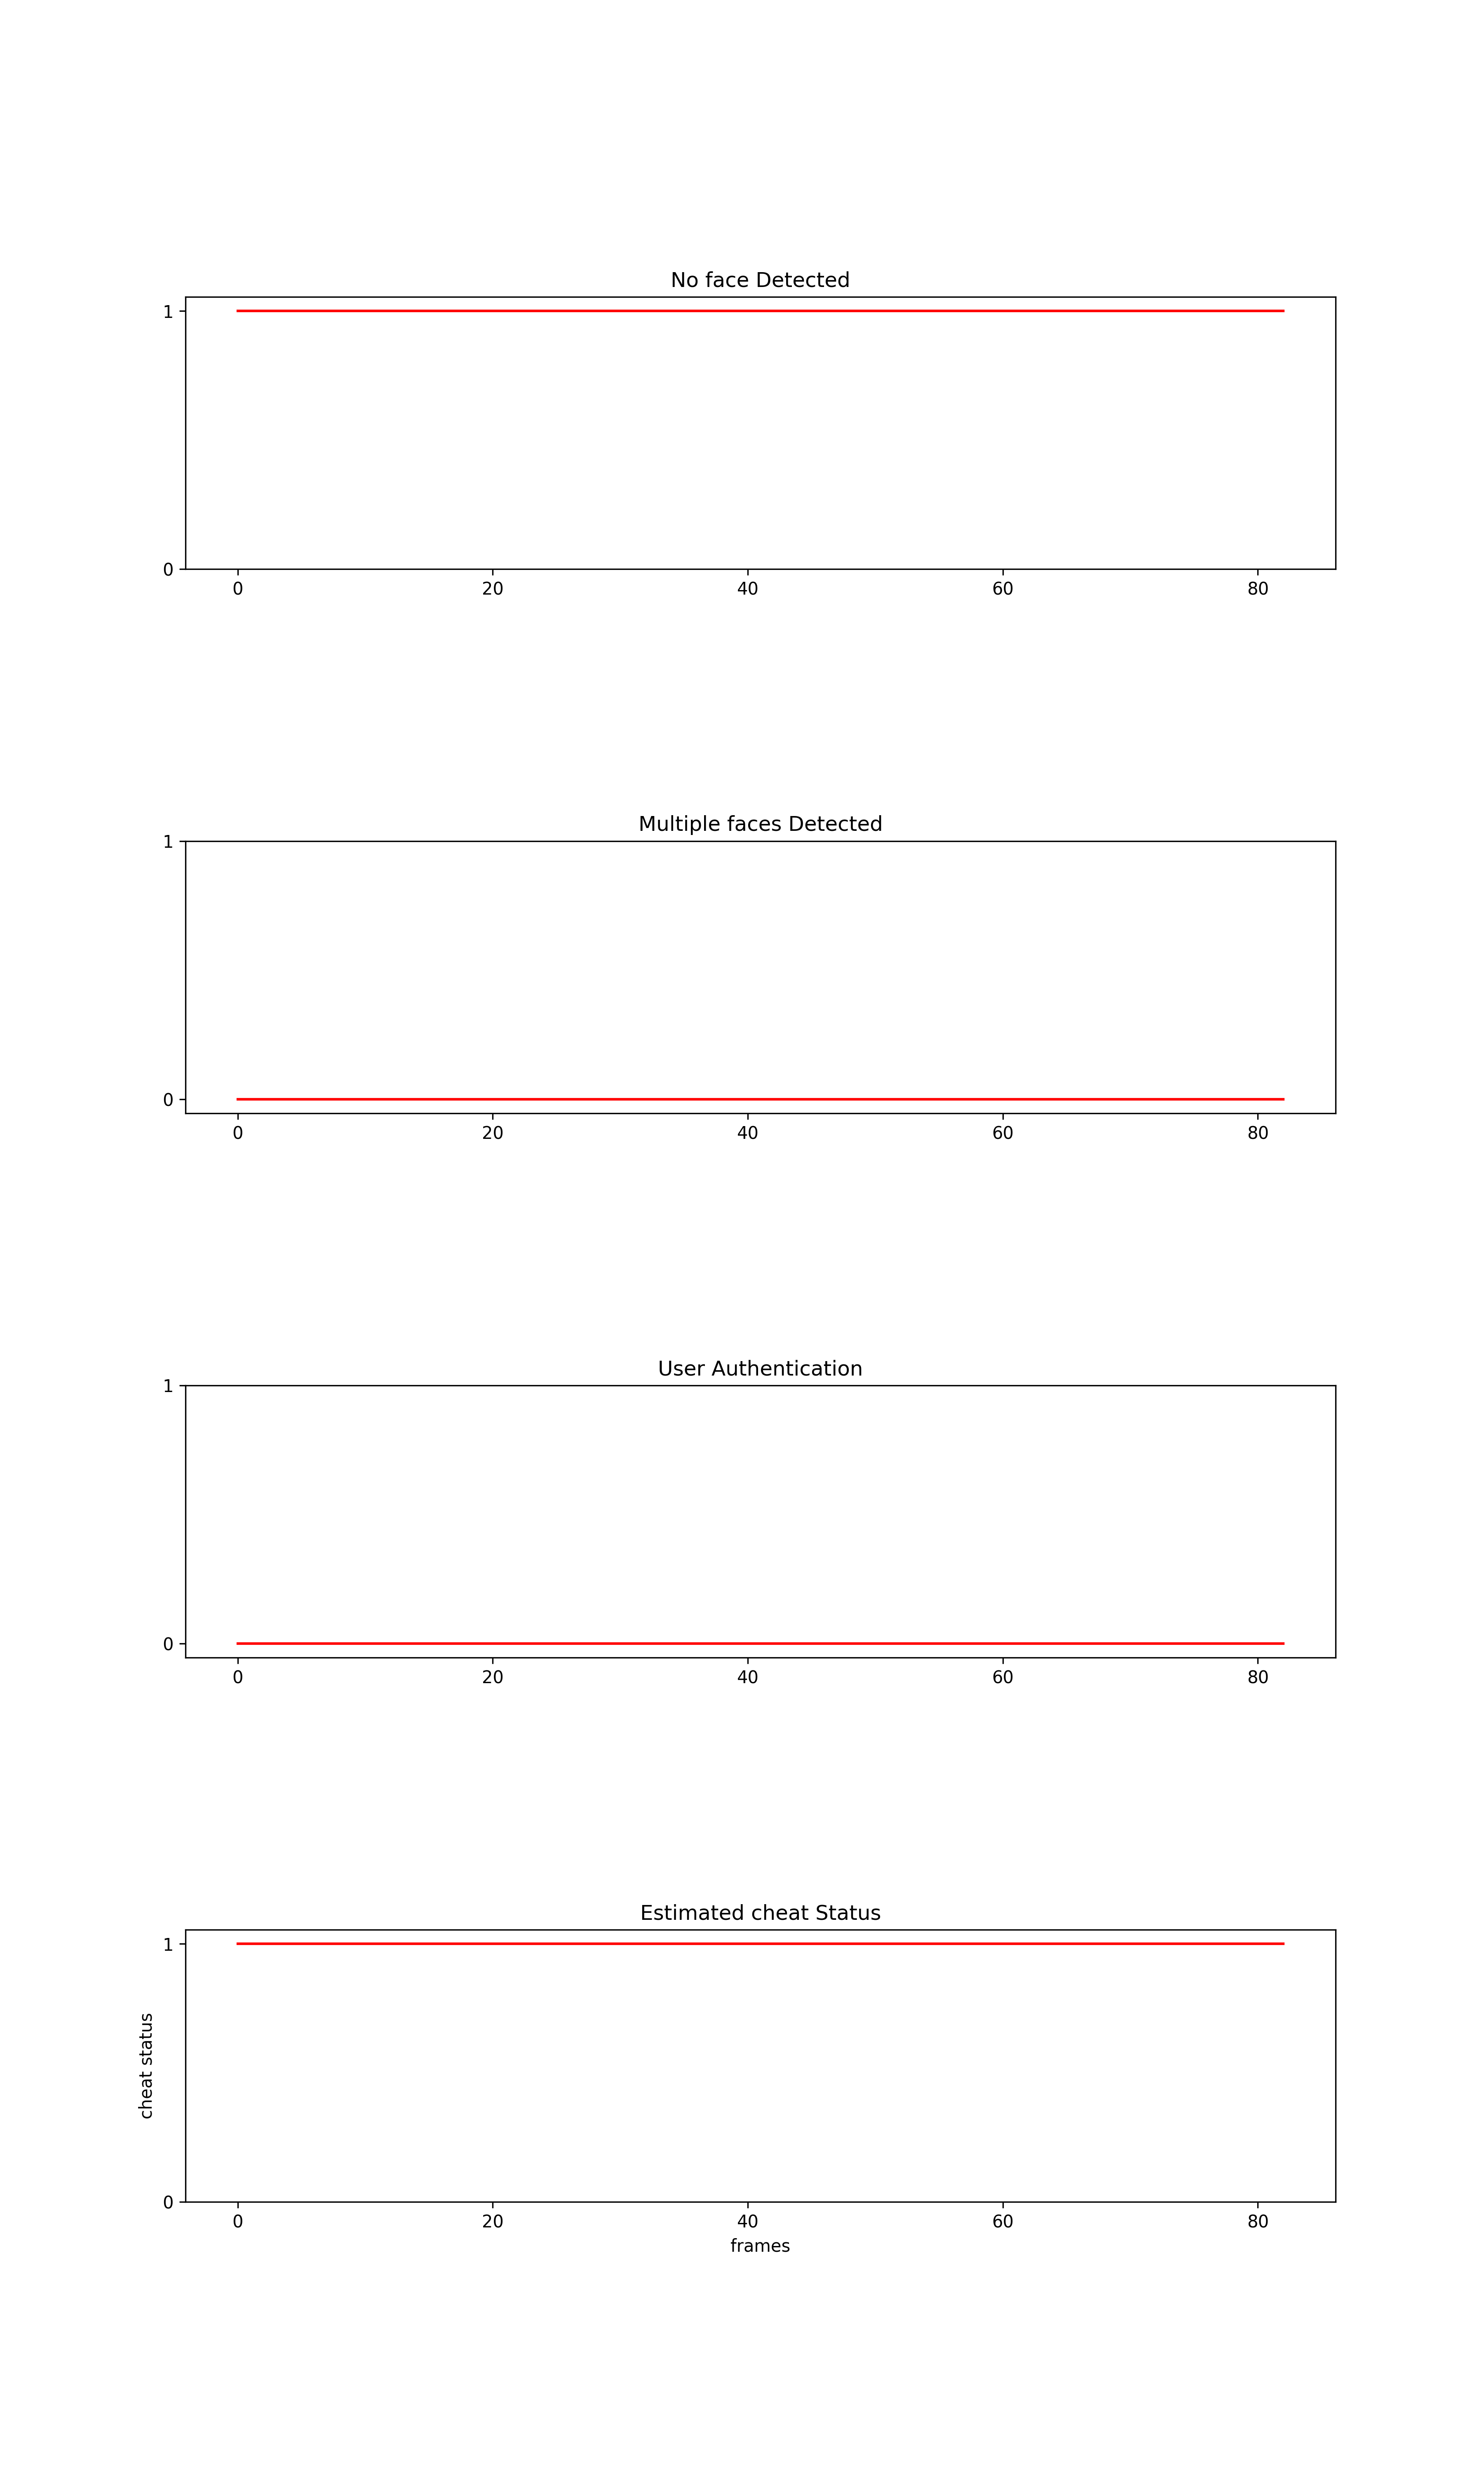 No face Detected
1
0
0 20 40 60 80
Multiple faces Detected
1
0
0 20 40 60 80
User Authentication
1
0
0 20 40 60 80
Estimated cheat Status
1
cheat status
0
0 20 40 60 80
frames